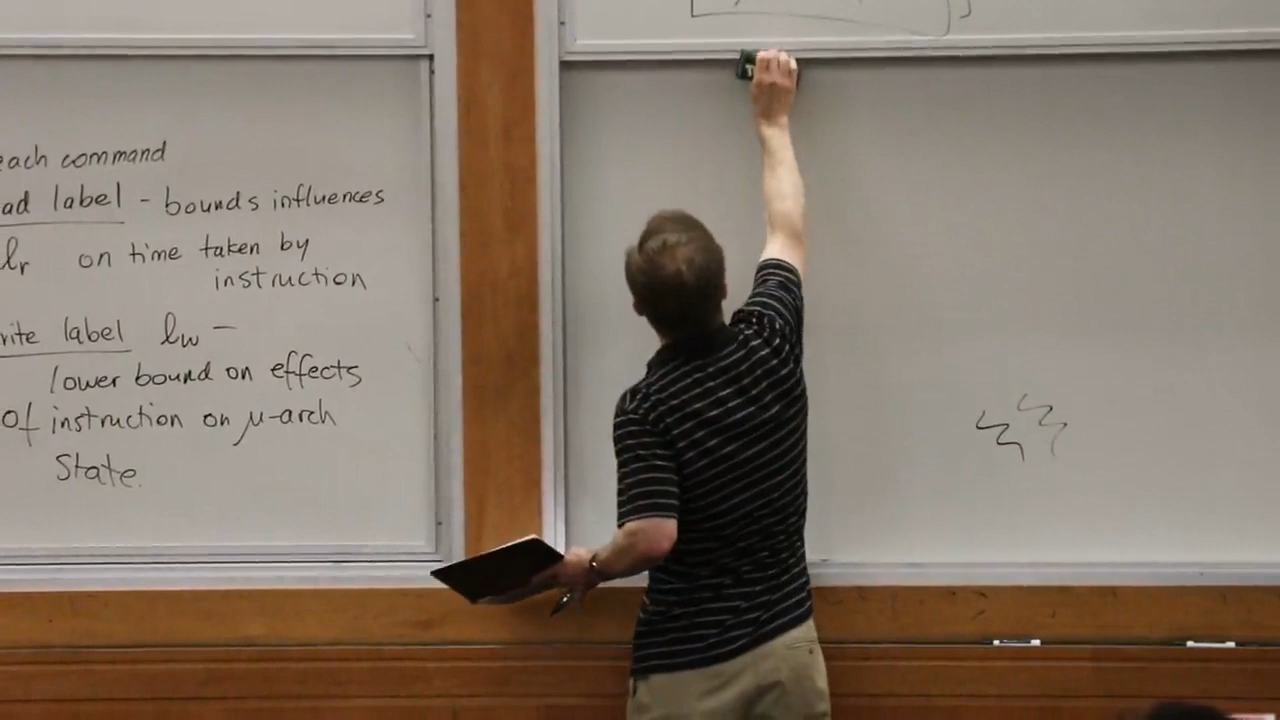 each command
ad label - bounds influences
lr on time taken by
instruction
rite label lw -
lower bound on effects
of instruction on μ-arch
State.